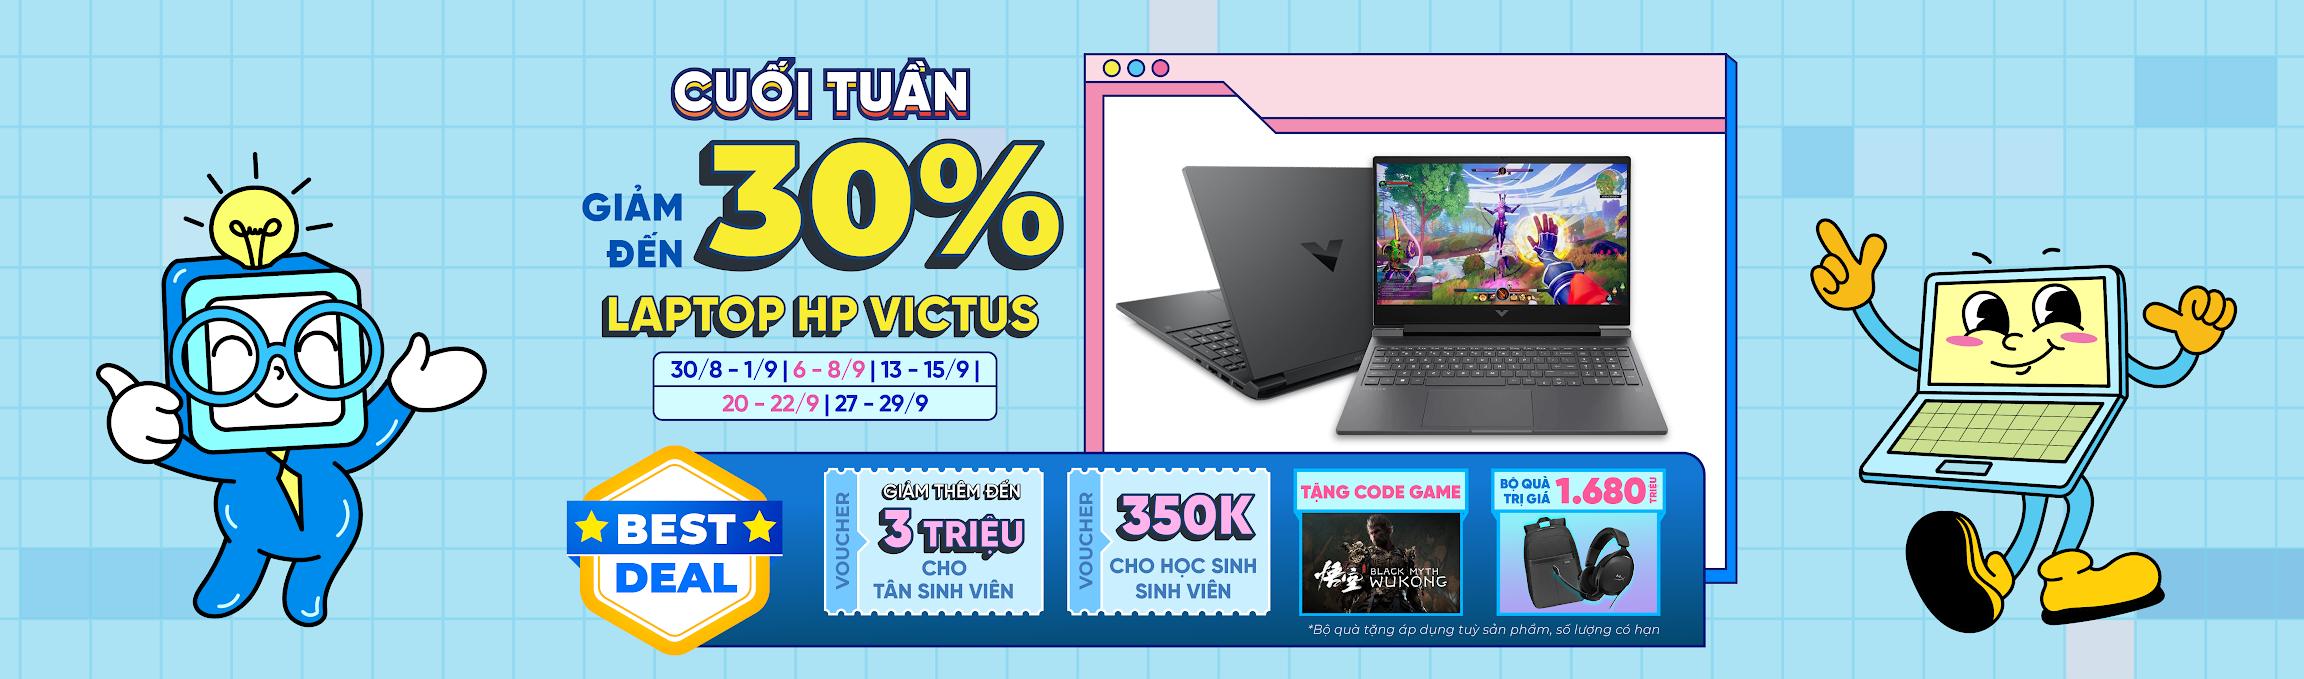 CUỐI TUẦN
GIẢM
ĐẾN
30%
LAPTOP HP VICTUS
30/8 - 1/9 | 6 - 8/9 | 13 - 15/9 |
20 - 22/9 | 27 - 29/9
BEST
DEAL
VOUCHER
GIẢM THÊM ĐẾN
3 TRIỆU
CHO
TÂN SINH VIÊN
VOUCHER
350K
CHO HỌC SINH
SINH VIÊN
TẶNG CODE GAME
悟空
BLACK MYTH
WUKONG
BỘ QUÀ
TRỊ GIÁ
1.680
TRIỆU
*Bộ quà tặng áp dụng tuỳ sản phẩm, số lượng có hạn